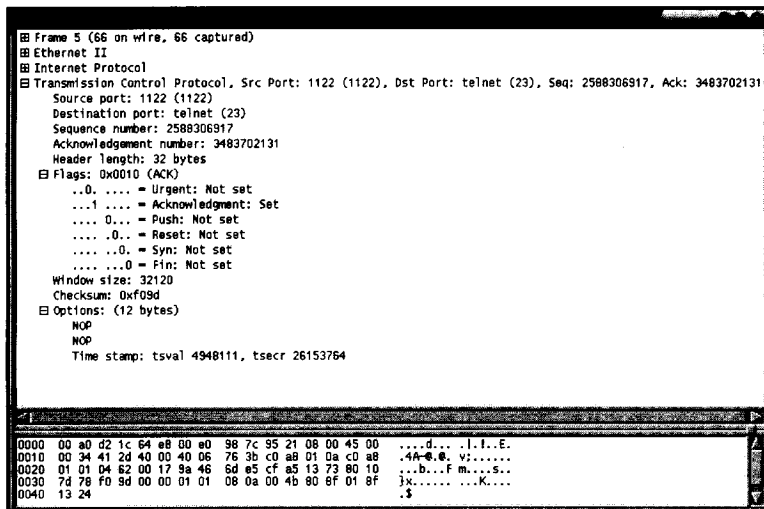 Frame 5 (66 on wire, 66 captured)
Ethernet II
Internet Protocol
Transmission Control Protocol, Src Port: 1122 (1122), Dst Port: telnet (23), Seq: 2588306917, Ack: 3483702131
Source port: 1122 (1122)
Destination port: telnet (23)
Sequence number: 2588306917
Acknowledgement number: 3483702131
Header length: 32 bytes
Flags: 0x0010 (ACK)
..0. .... = Urgent: Not set
...1 .... = Acknowledgment: Set
.... 0... = Push: Not set
.... .0.. = Reset: Not set
.... ..0. = Syn: Not set
.... ...0 = Fin: Not set
Window size: 32120
Checksum: 0xf09d
Options: (12 bytes)
NOP
NOP
Time stamp: tsval 4948111, tsecr 26153764
0000 00 a0 d2 1c 64 e8 00 e0 98 7c 95 21 08 00 45 00 ....d... .|.!..E.
0010 00 34 41 2d 40 00 40 06 76 3b c0 a8 01 0a c0 a8 .4A-@.@. v;......
0020 01 01 04 62 00 17 9a 46 6d e5 cf a5 13 73 80 10 ...b...F m....s..
0030 7d 78 f0 9d 00 00 01 01 08 0a 00 4b 80 8f 01 8f }x...... ...K....
0040 13 24 .$